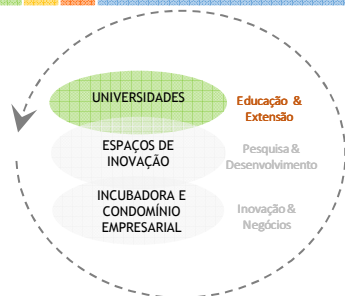 UNIVERSIDADES
Educação &
Extensão
ESPAÇOS DE
INOVAÇÃO
Pesquisa &
Desenvolvimento
INCUBADORA E
CONDOMÍNIO
EMPRESARIAL
Inovação &
Negócios